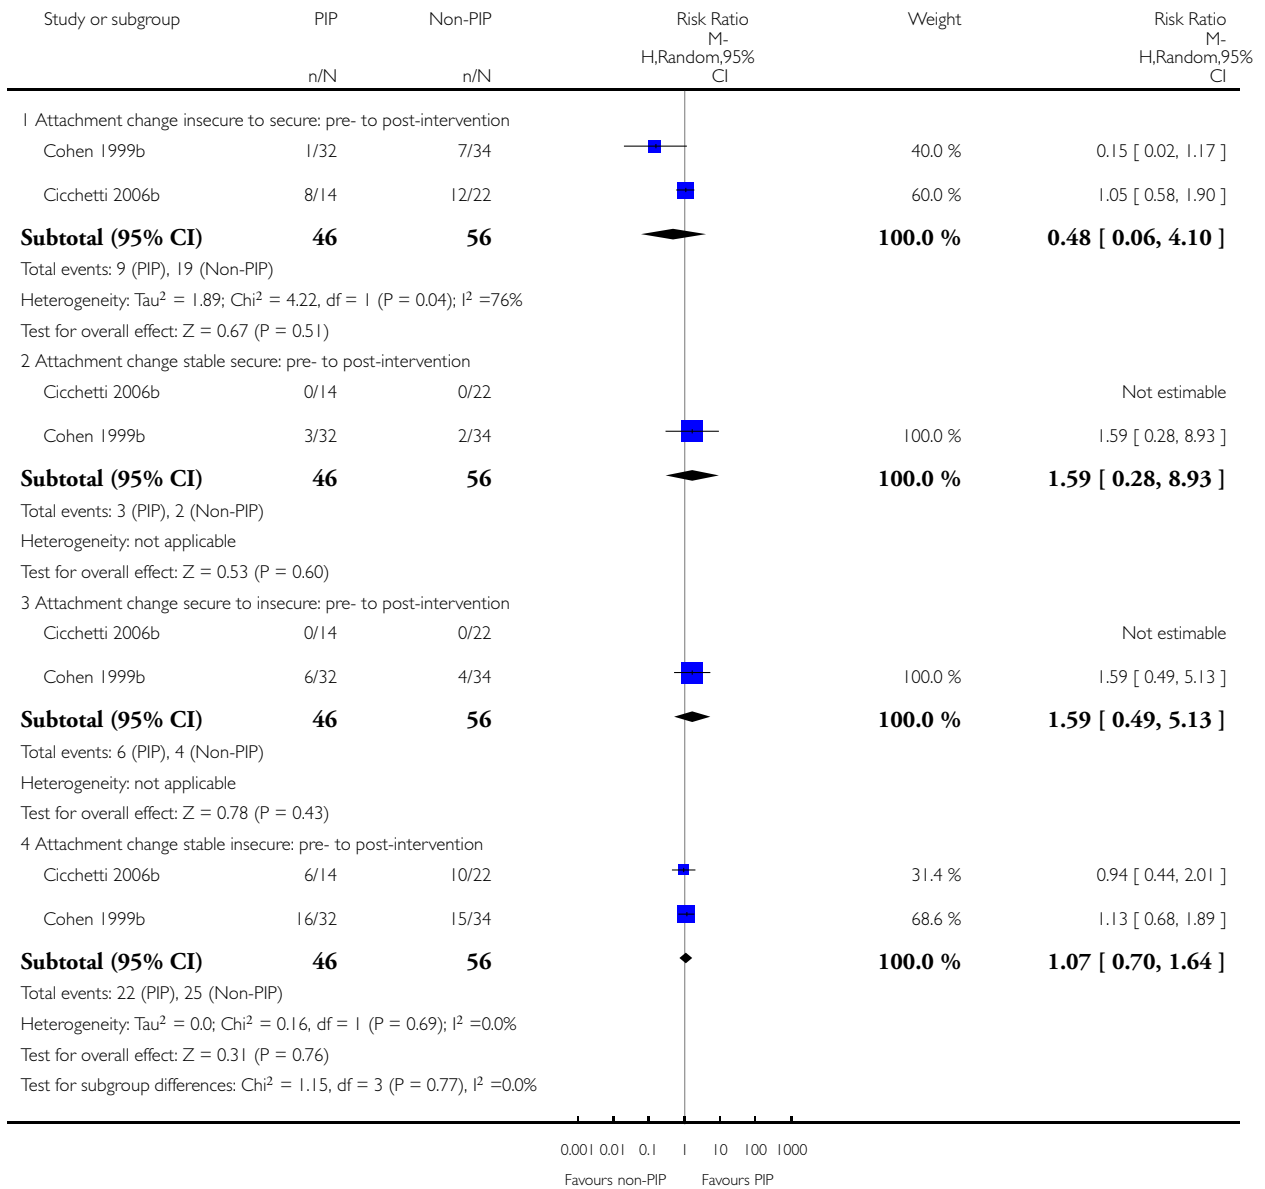 Study or subgroup PIP Non-PIP Risk Ratio Weight Risk Ratio
M- M-
H,Random,95% H,Random,95%
n/N n/N CI CI
1 Attachment change insecure to secure: pre- to post-intervention
Cohen 1999b 1/32 7/34 40.0 % 0.15 [ 0.02, 1.17 ]
Cicchetti 2006b 8/14 12/22 60.0 % 1.05 [ 0.58, 1.90 ]
Subtotal (95% CI) 46 56 100.0 % 0.48 [ 0.06, 4.10 ]
Total events: 9 (PIP), 19 (Non-PIP)
Heterogeneity: Tau² = 1.89; Chi² = 4.22, df = 1 (P = 0.04); I² =76%
Test for overall effect: Z = 0.67 (P = 0.51)
2 Attachment change stable secure: pre- to post-intervention
Cicchetti 2006b 0/14 0/22 Not estimable
Cohen 1999b 3/32 2/34 100.0 % 1.59 [ 0.28, 8.93 ]
Subtotal (95% CI) 46 56 100.0 % 1.59 [ 0.28, 8.93 ]
Total events: 3 (PIP), 2 (Non-PIP)
Heterogeneity: not applicable
Test for overall effect: Z = 0.53 (P = 0.60)
3 Attachment change secure to insecure: pre- to post-intervention
Cicchetti 2006b 0/14 0/22 Not estimable
Cohen 1999b 6/32 4/34 100.0 % 1.59 [ 0.49, 5.13 ]
Subtotal (95% CI) 46 56 100.0 % 1.59 [ 0.49, 5.13 ]
Total events: 6 (PIP), 4 (Non-PIP)
Heterogeneity: not applicable
Test for overall effect: Z = 0.78 (P = 0.43)
4 Attachment change stable insecure: pre- to post-intervention
Cicchetti 2006b 6/14 10/22 31.4 % 0.94 [ 0.44, 2.01 ]
Cohen 1999b 16/32 15/34 68.6 % 1.13 [ 0.68, 1.89 ]
Subtotal (95% CI) 46 56 100.0 % 1.07 [ 0.70, 1.64 ]
Total events: 22 (PIP), 25 (Non-PIP)
Heterogeneity: Tau² = 0.0; Chi² = 0.16, df = 1 (P = 0.69); I² =0.0%
Test for overall effect: Z = 0.31 (P = 0.76)
Test for subgroup differences: Chi² = 1.15, df = 3 (P = 0.77), I² =0.0%
0.001 0.01 0.1 1 10 100 1000
Favours non-PIP Favours PIP